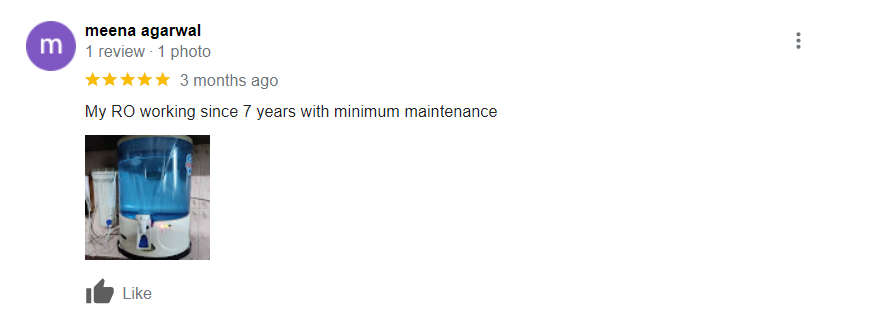 m
meena agarwal
1 review · 1 photo
3 months ago
My RO working since 7 years with minimum maintenance
Like